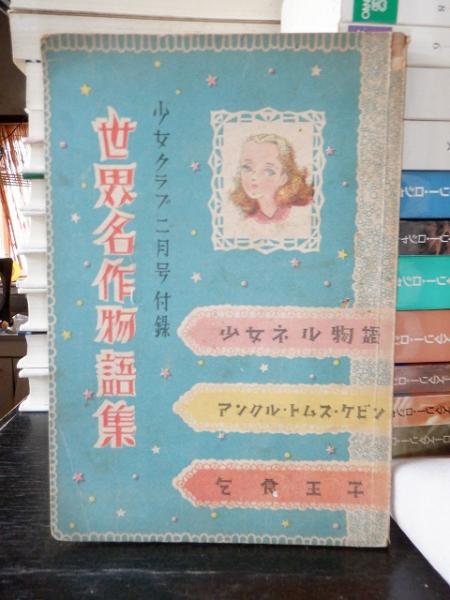 少女クラブ二月号付録
世界名作物語集
少女ネル物語
アンクル・トムズ・ケビン
乞食王子